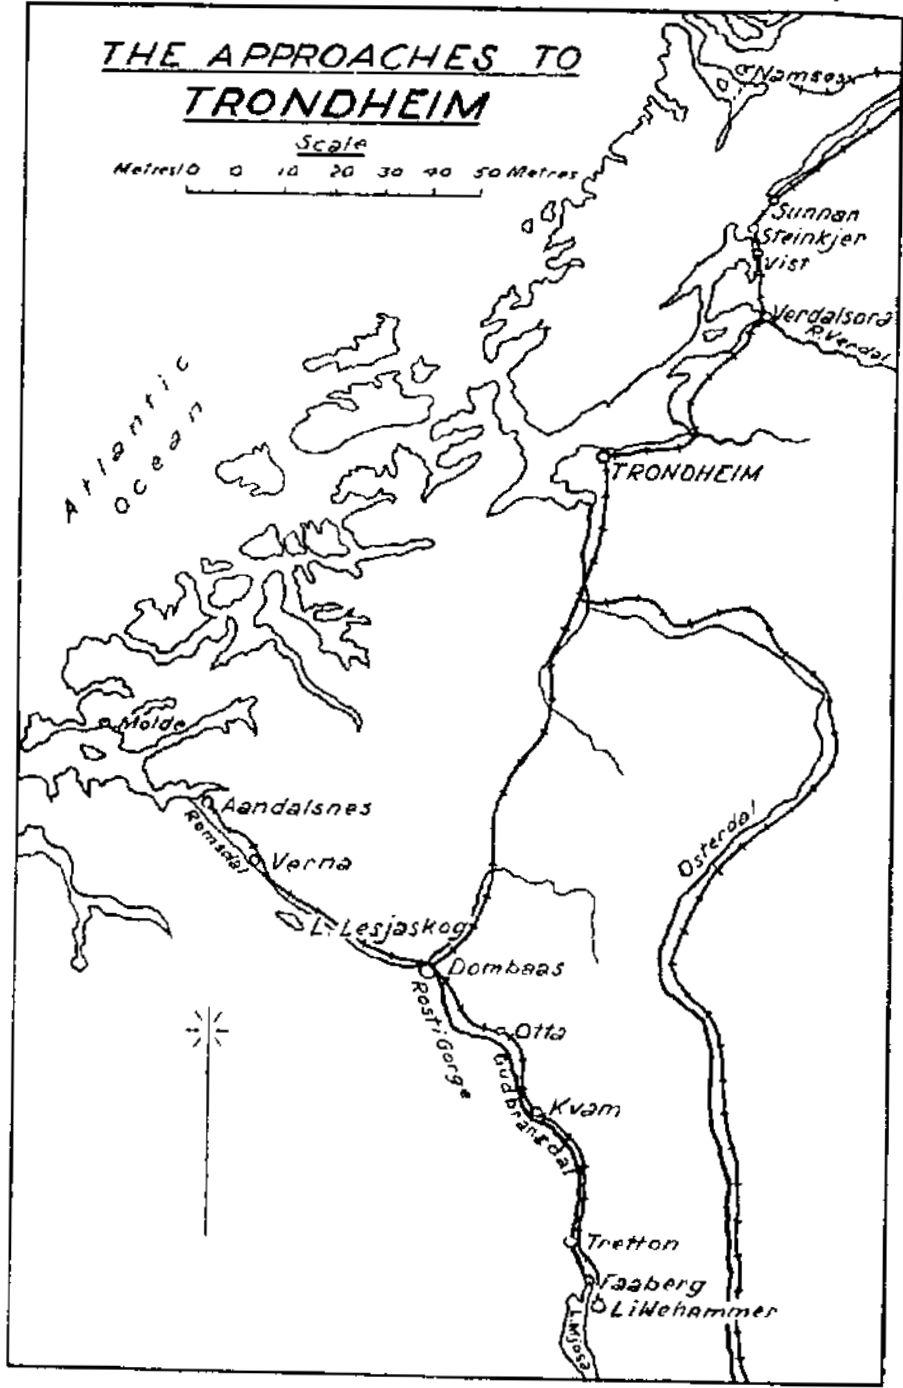 THE APPROACHES TO
TRONDHEIM
Scale
Metres 10 0 10 20 30 40 50 Metres
Namsos
Sunnan
Steinkjer
Vist
Verdalsora
R. Verdal
Atlantic
Ocean
TRONDHEIM
Molde
Aandalsnes
Romsdal
Verna
Osterdal
L. Lesjaskog
Dombaas
Rosti Gorge
Otta
Gudbransdal
Kvam
Tretton
Faaberg
Lillehammer
L. Mjosa